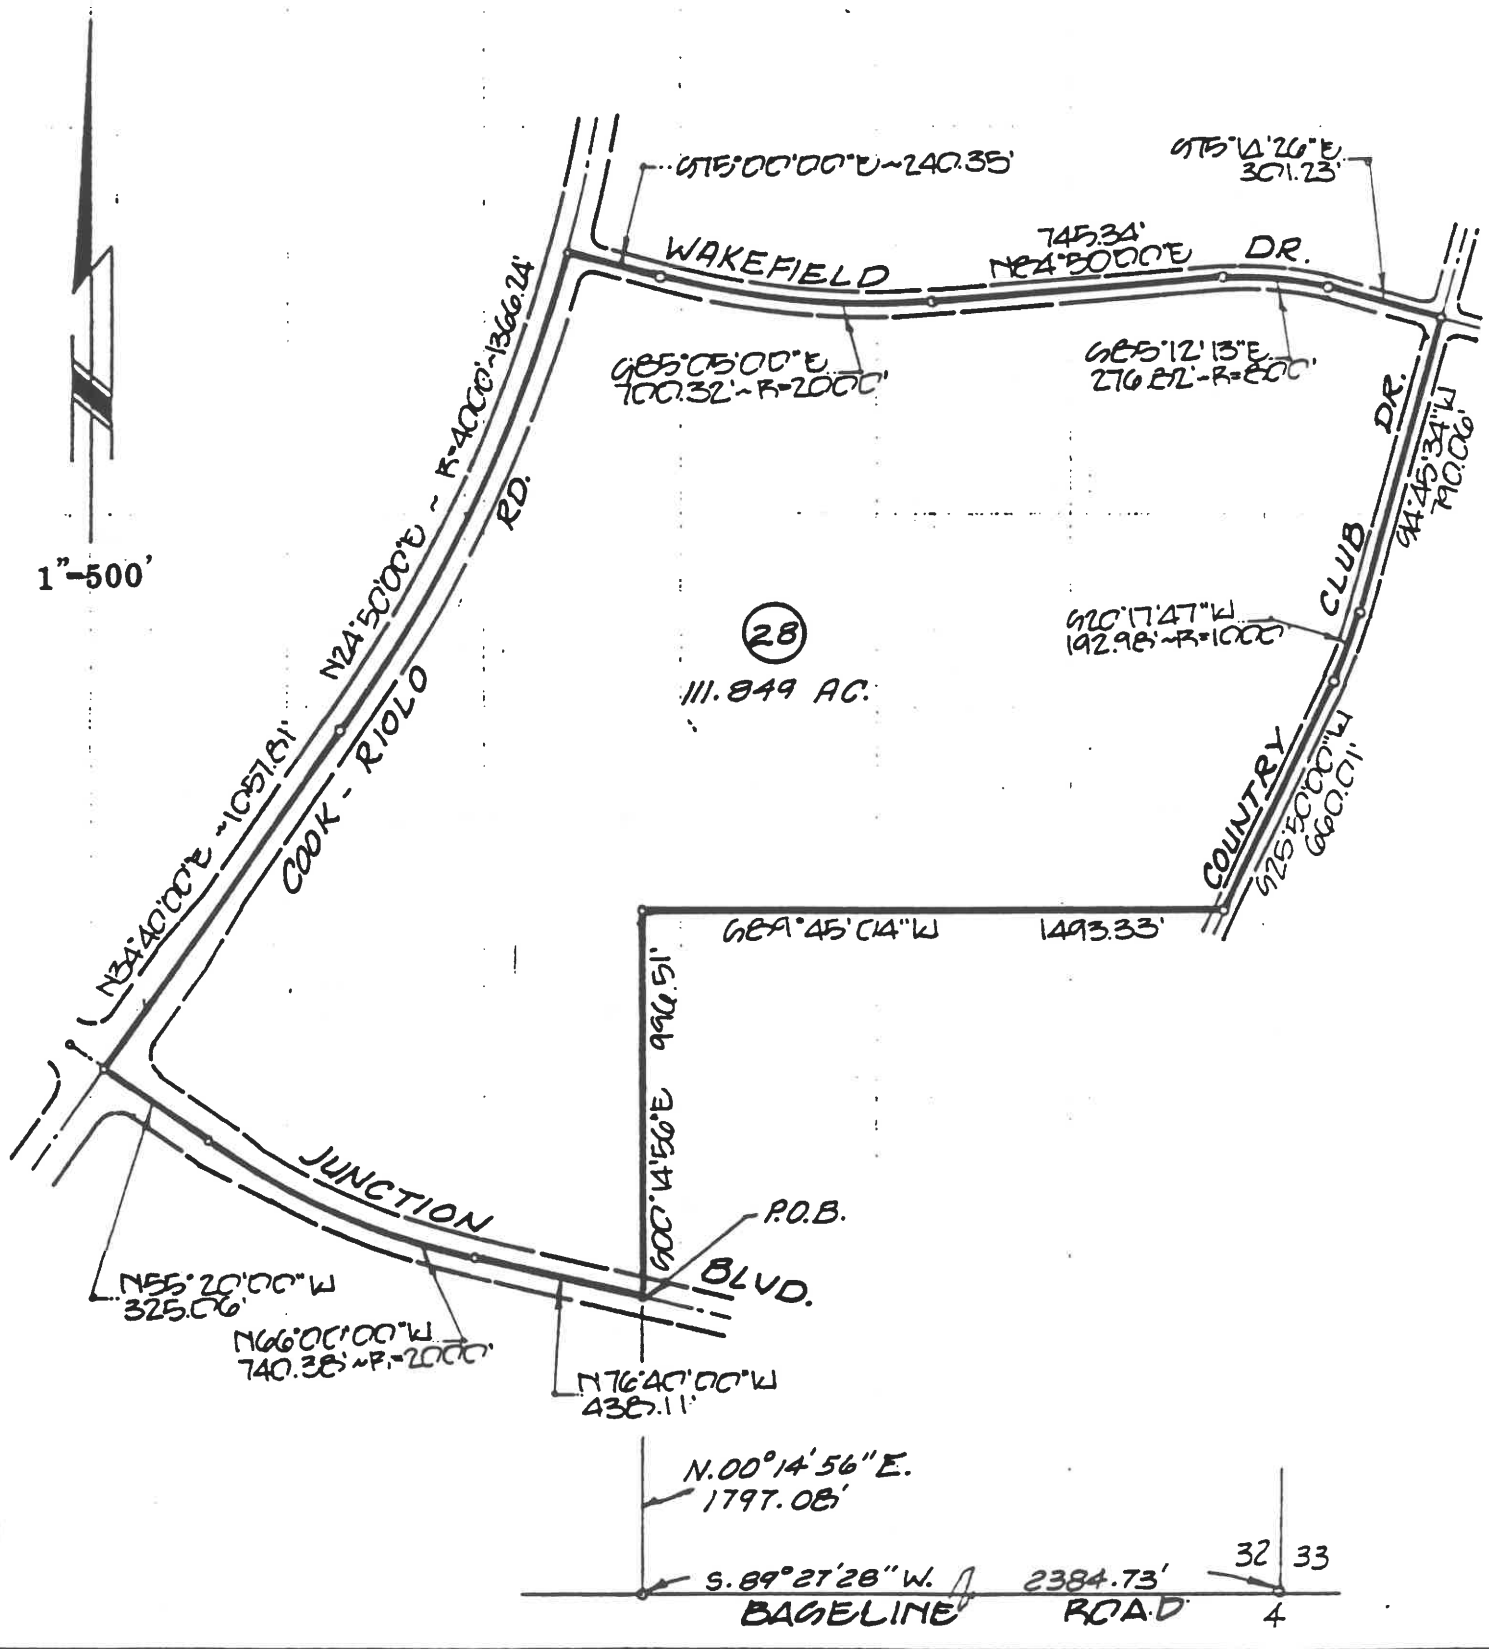 S75°00'00"E~240.35'
S75°14'26"E
301.23'
WAKEFIELD DR.
745.34'
N84°50'00"E
S85°05'00"E
700.32'~R=2000'
S85°12'13"E
276.82'~R=800'
N24°50'00"E ~ R=4000'~1366.24'
1"-500'
RD.
DR.
S14°45'34"W
790.06'
28
111.849 AC.
CLUB
S20°17'47"W
192.98'~R=1000'
COOK-RIOLO
N34°40'00"E ~1057.81'
COUNTRY
S25°50'00"W
660.01'
S89°45'04"W 1493.33'
S00°14'56"E 996.51'
JUNCTION BLVD.
P.O.B.
N55°20'00"W
325.06'
N66°00'00"W
740.38'~R=2000'
N76°40'00"W
438.11'
N.00°14'56"E.
1797.08'
32 33
S.89°27'28"W. 2384.73'
BASELINE ROAD 4